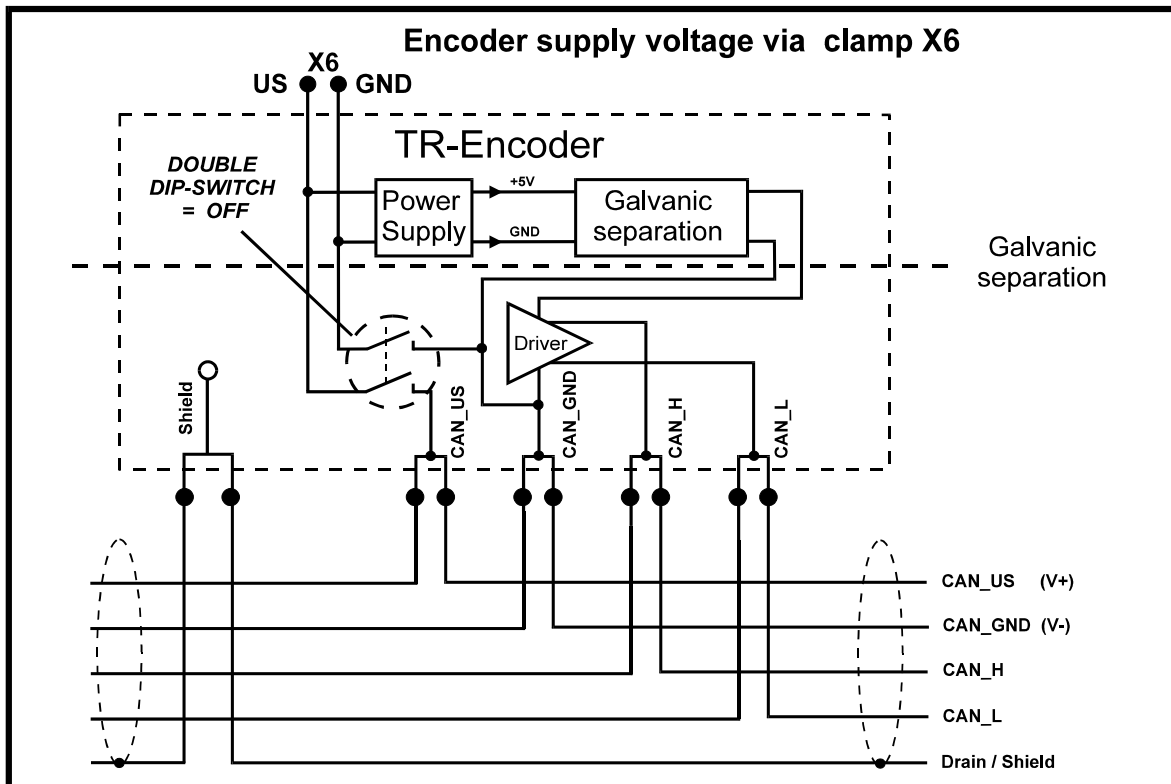 Encoder supply voltage via clamp X6
X6
US GND
TR-Encoder
DOUBLE
DIP-SWITCH
= OFF
Power
Supply
+5V
GND
Galvanic
separation
Galvanic
separation
Driver
Shield
CAN_US
CAN_GND
CAN_H
CAN_L
CAN_US (V+)
CAN_GND (V-)
CAN_H
CAN_L
Drain / Shield